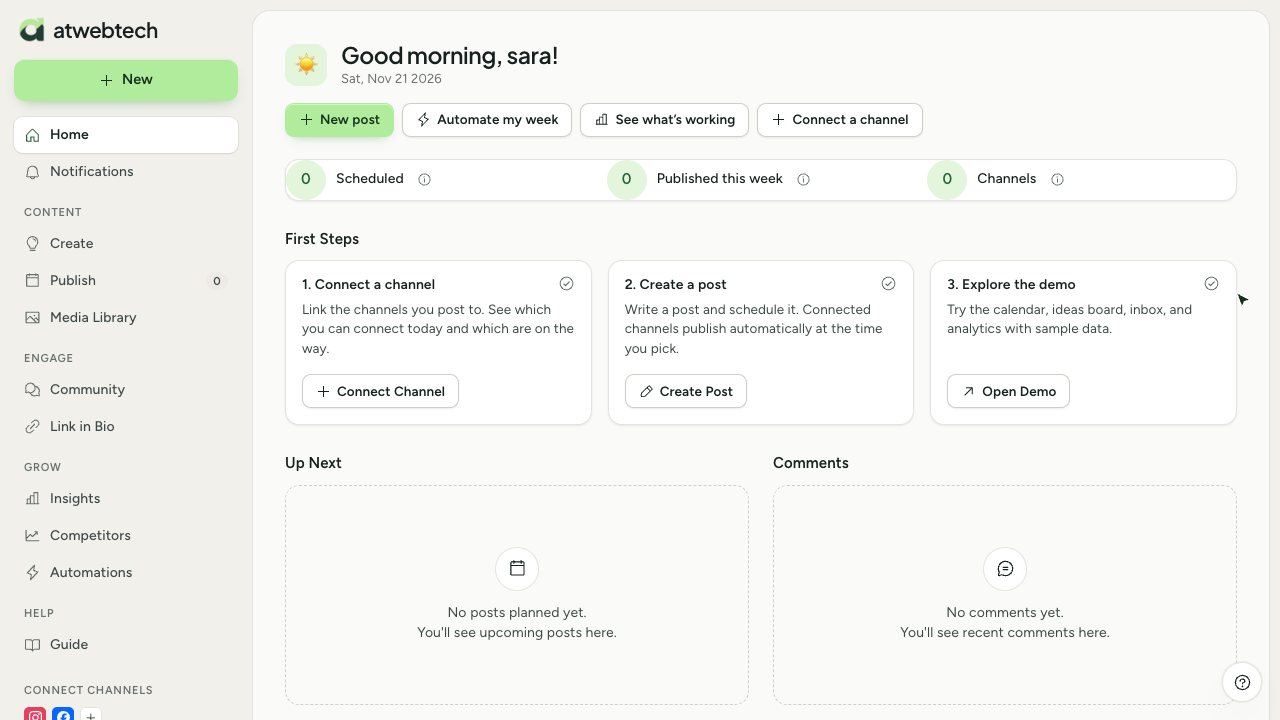 atwebtech
New
Home
Notifications
CONTENT
Create
Publish 0
Media Library
ENGAGE
Community
Link in Bio
GROW
Insights
Competitors
Automations
HELP
Guide
CONNECT CHANNELS
Good morning, sara!
Sat, Nov 21 2026
New post
Automate my week
See what's working
Connect a channel
0 Scheduled
0 Published this week
0 Channels
First Steps
1. Connect a channel
Link the channels you post to. See which
you can connect today and which are on the
way.
Connect Channel
2. Create a post
Write a post and schedule it. Connected
channels publish automatically at the time
you pick.
Create Post
3. Explore the demo
Try the calendar, ideas board, inbox, and
analytics with sample data.
Open Demo
Up Next
No posts planned yet.
You'll see upcoming posts here.
Comments
No comments yet.
You'll see recent comments here.